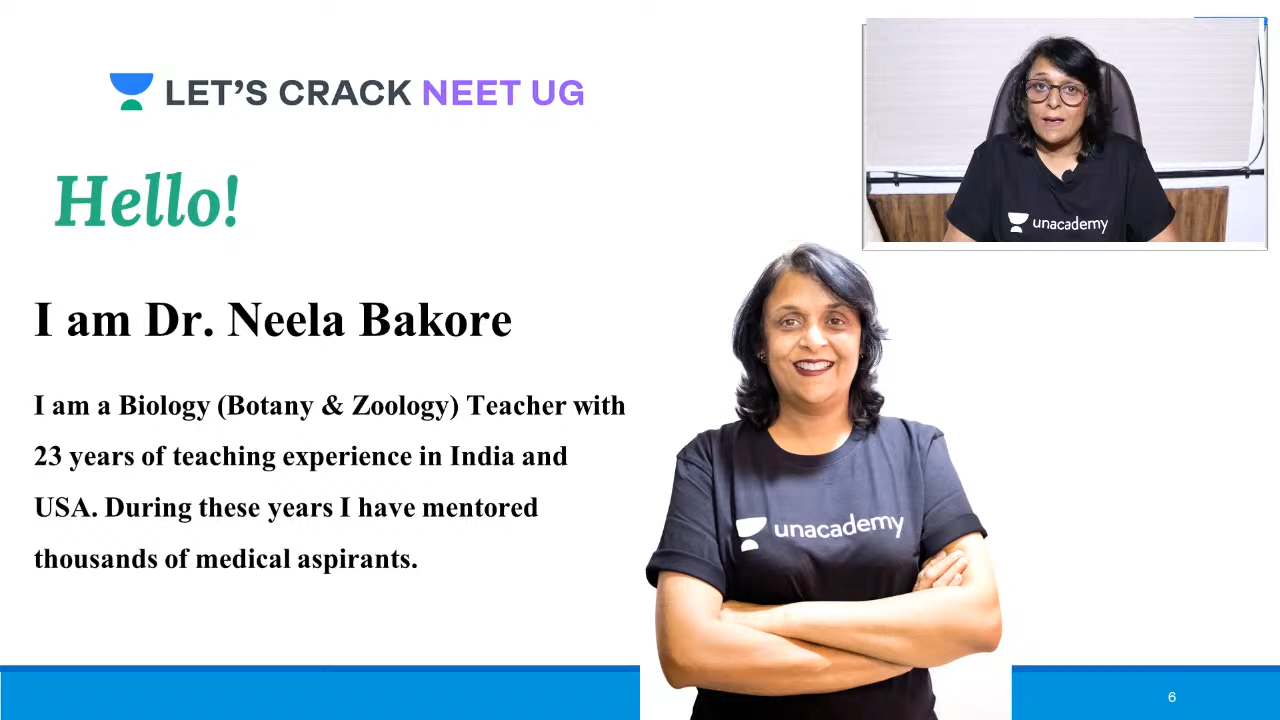 LET'S CRACK NEET UG
Hello!
I am Dr. Neela Bakore
I am a Biology (Botany & Zoology) Teacher with
23 years of teaching experience in India and
USA. During these years I have mentored
thousands of medical aspirants.
unacademy
unacademy
6